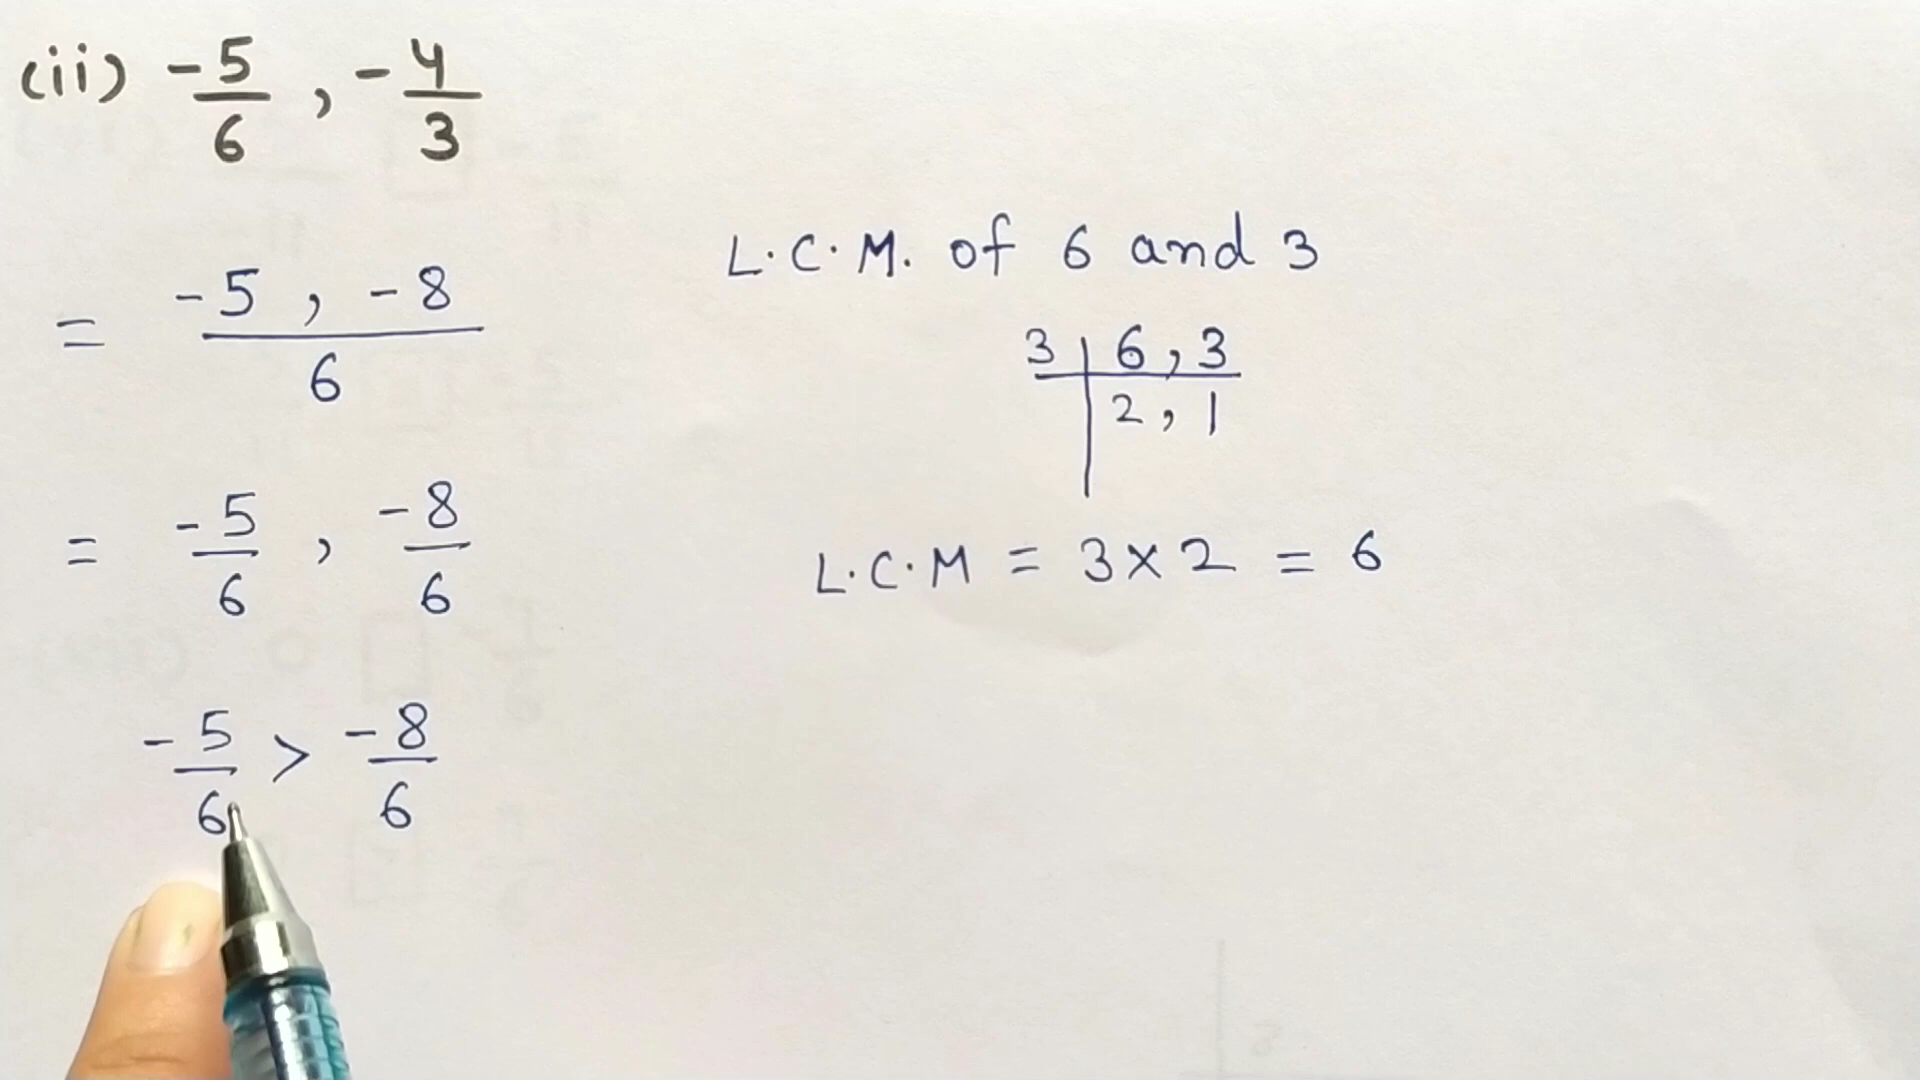 (ii) -5/6 , -4/3
= -5 , -8 / 6
= -5/6 , -8/6
-5/6 > -8/6
L.C.M. of 6 and 3
3 | 6 , 3
2 , 1
L.C.M = 3 × 2 = 6